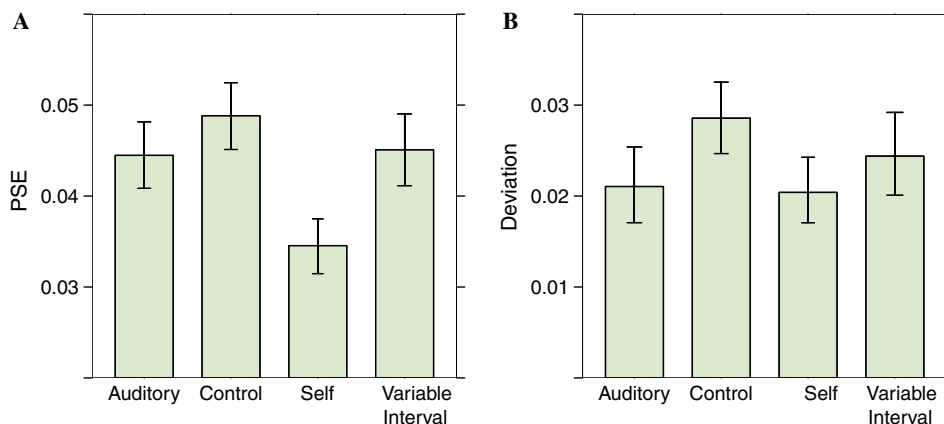 A
PSE
0.05
0.04
0.03
Auditory Control Self Variable
Interval
B
Deviation
0.03
0.02
0.01
Auditory Control Self Variable
Interval